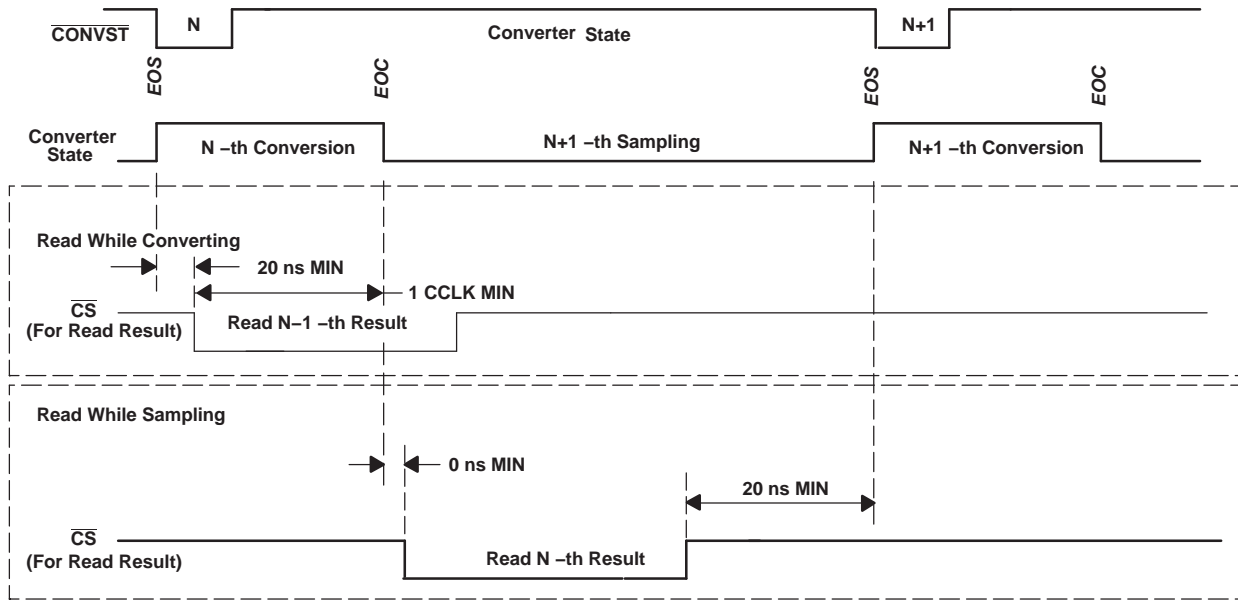 CONVST
N
Converter State
N+1
EOS
EOC
EOS
EOC
Converter
State
N –th Conversion
N+1 –th Sampling
N+1 –th Conversion
Read While Converting
20 ns MIN
1 CCLK MIN
CS
(For Read Result)
Read N–1 –th Result
Read While Sampling
0 ns MIN
20 ns MIN
CS
(For Read Result)
Read N –th Result